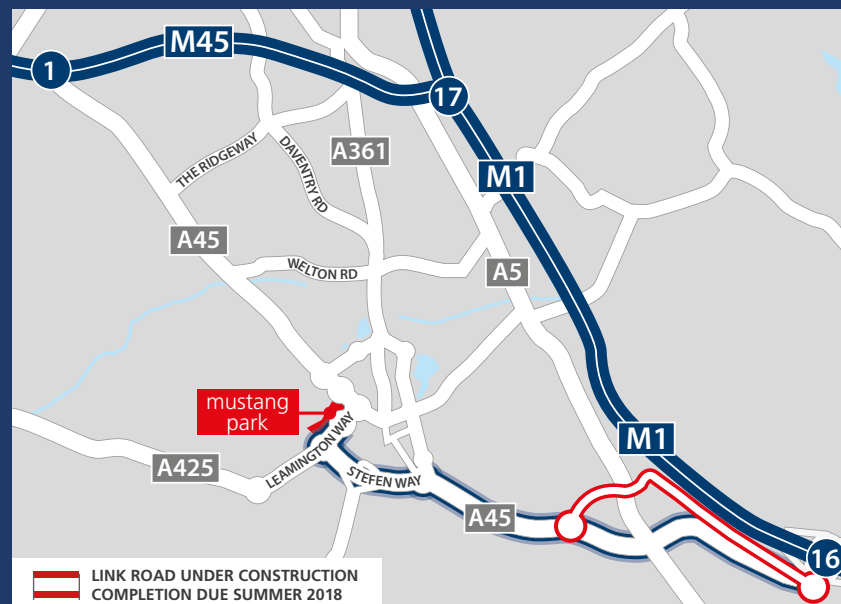 M45
1
17
THE RIDGEWAY
DAVENTRY RD
A361
M1
A45
WELTON RD
A5
mustang
park
LEAMINGTON WAY
M1
A425
STEFEN WAY
A45
16
LINK ROAD UNDER CONSTRUCTION
COMPLETION DUE SUMMER 2018